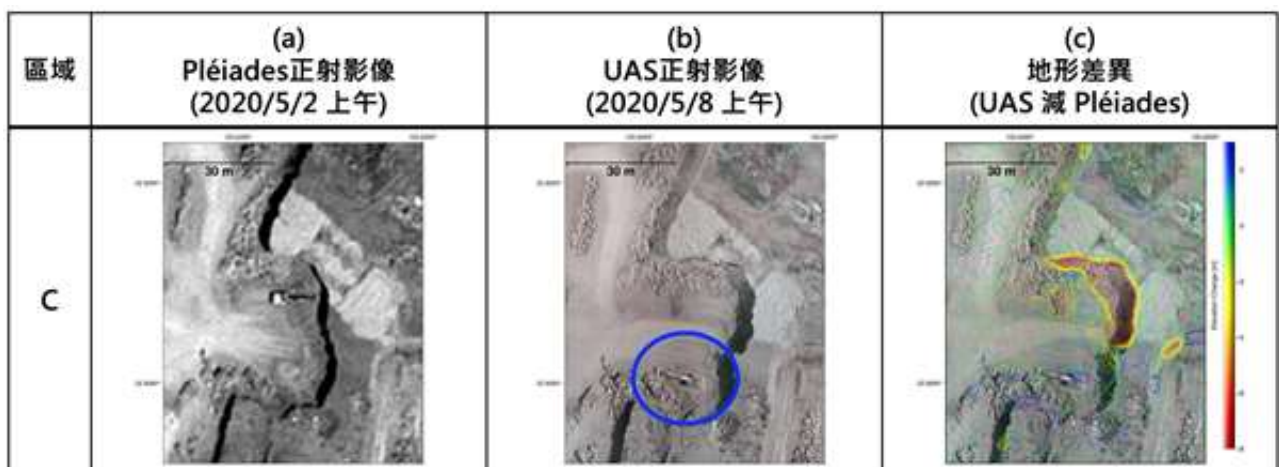 區域
(a)
Pléiades正射影像
(2020/5/2 上午)
(b)
UAS正射影像
(2020/5/8 上午)
(c)
地形差異
(UAS 減 Pléiades)
C
30 m
30 m
30 m
Elevation Change (m)